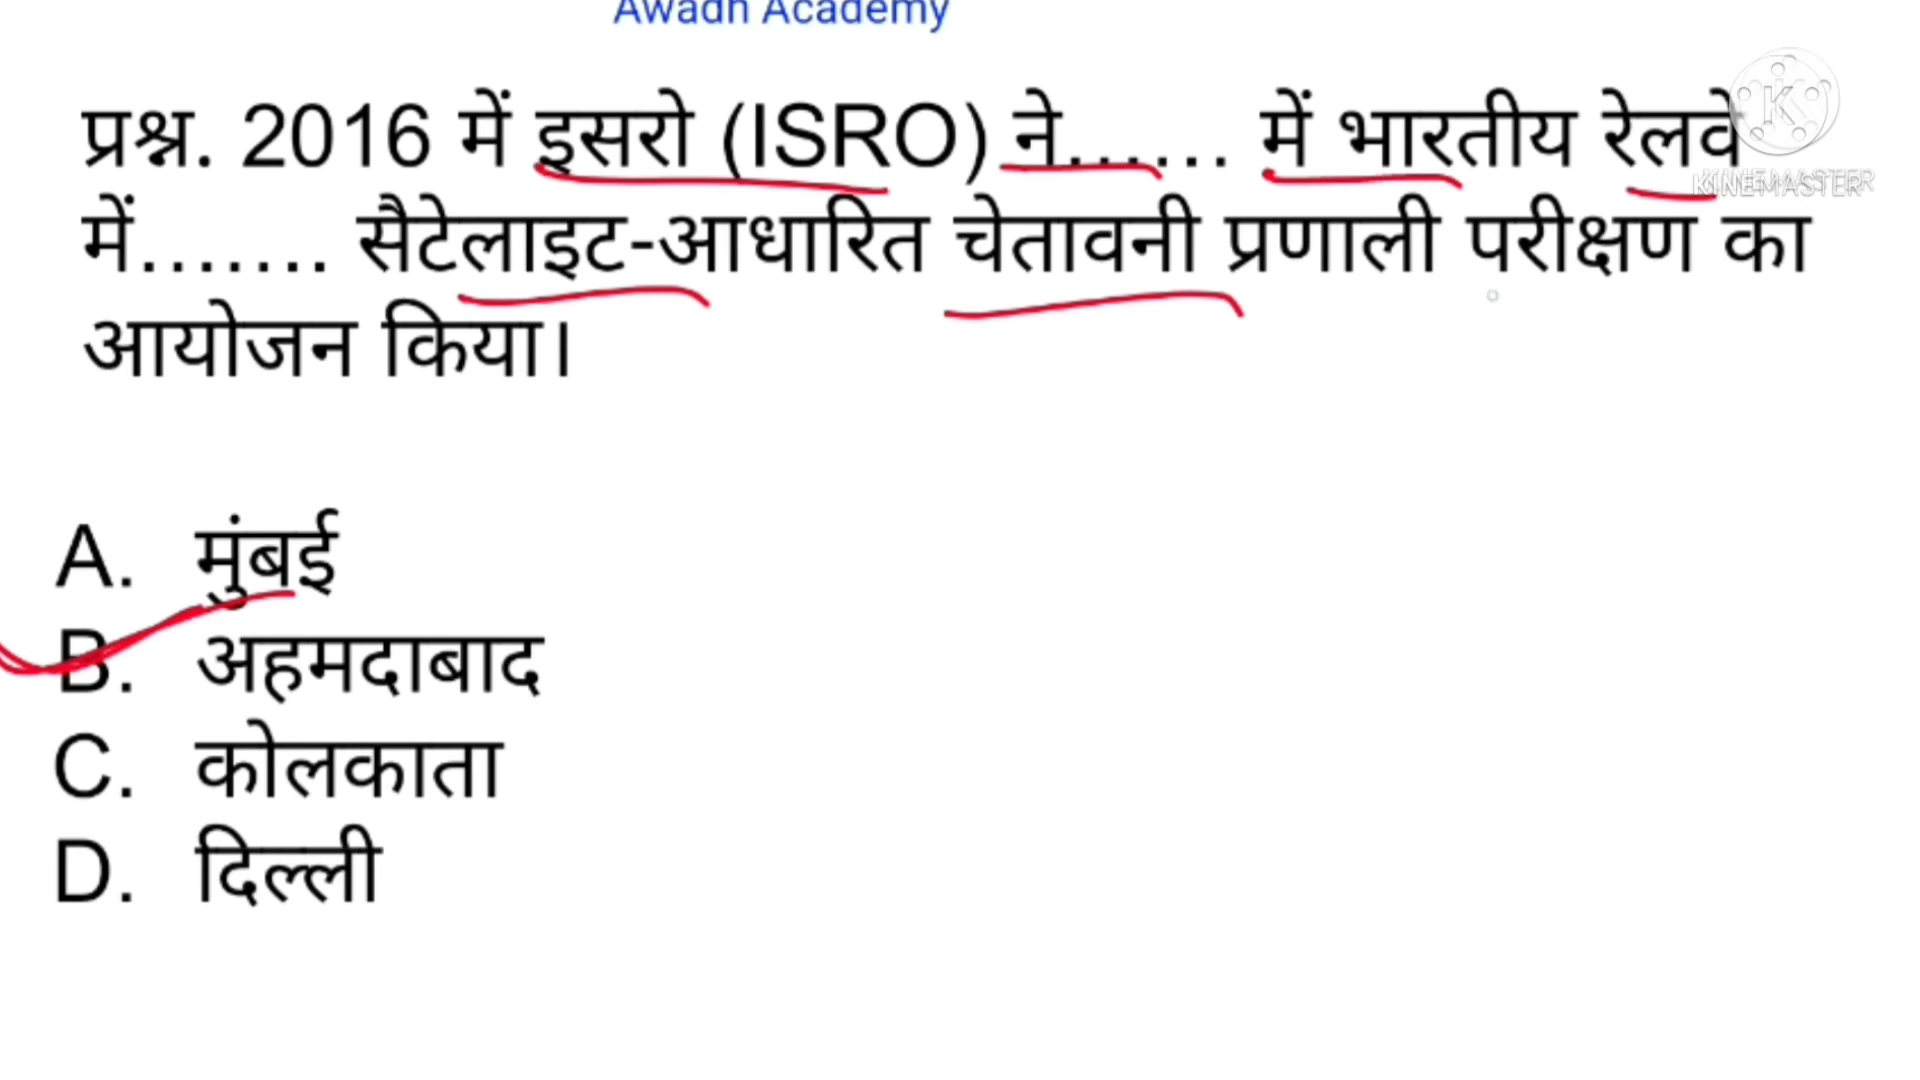 Awadh Academy
प्रश्न. 2016 में इसरो (ISRO) ने...... में भारतीय रेलवे
में....... सैटेलाइट-आधारित चेतावनी प्रणाली परीक्षण का
आयोजन किया।
A. मुंबई
B. अहमदाबाद
C. कोलकाता
D. दिल्ली
K
KINEMASTER